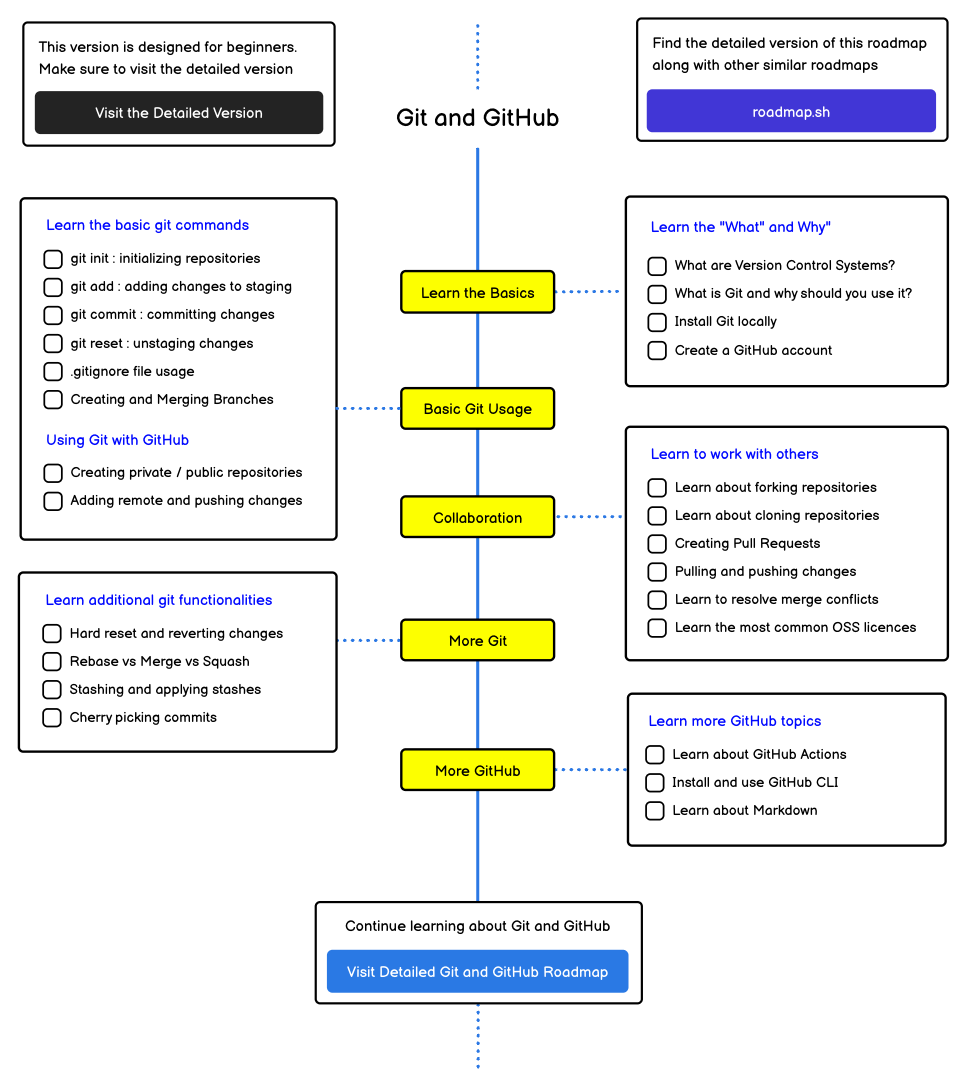 This version is designed for beginners.
Make sure to visit the detailed version
Visit the Detailed Version
Find the detailed version of this roadmap
along with other similar roadmaps
roadmap.sh
Git and GitHub
Learn the basic git commands
git init : initializing repositories
git add : adding changes to staging
git commit : committing changes
git reset : unstaging changes
.gitignore file usage
Creating and Merging Branches
Using Git with GitHub
Creating private / public repositories
Adding remote and pushing changes
Learn the Basics
Learn the "What" and Why"
What are Version Control Systems?
What is Git and why should you use it?
Install Git locally
Create a GitHub account
Basic Git Usage
Collaboration
Learn to work with others
Learn about forking repositories
Learn about cloning repositories
Creating Pull Requests
Pulling and pushing changes
Learn to resolve merge conflicts
Learn the most common OSS licences
Learn additional git functionalities
Hard reset and reverting changes
Rebase vs Merge vs Squash
Stashing and applying stashes
Cherry picking commits
More Git
More GitHub
Learn more GitHub topics
Learn about GitHub Actions
Install and use GitHub CLI
Learn about Markdown
Continue learning about Git and GitHub
Visit Detailed Git and GitHub Roadmap